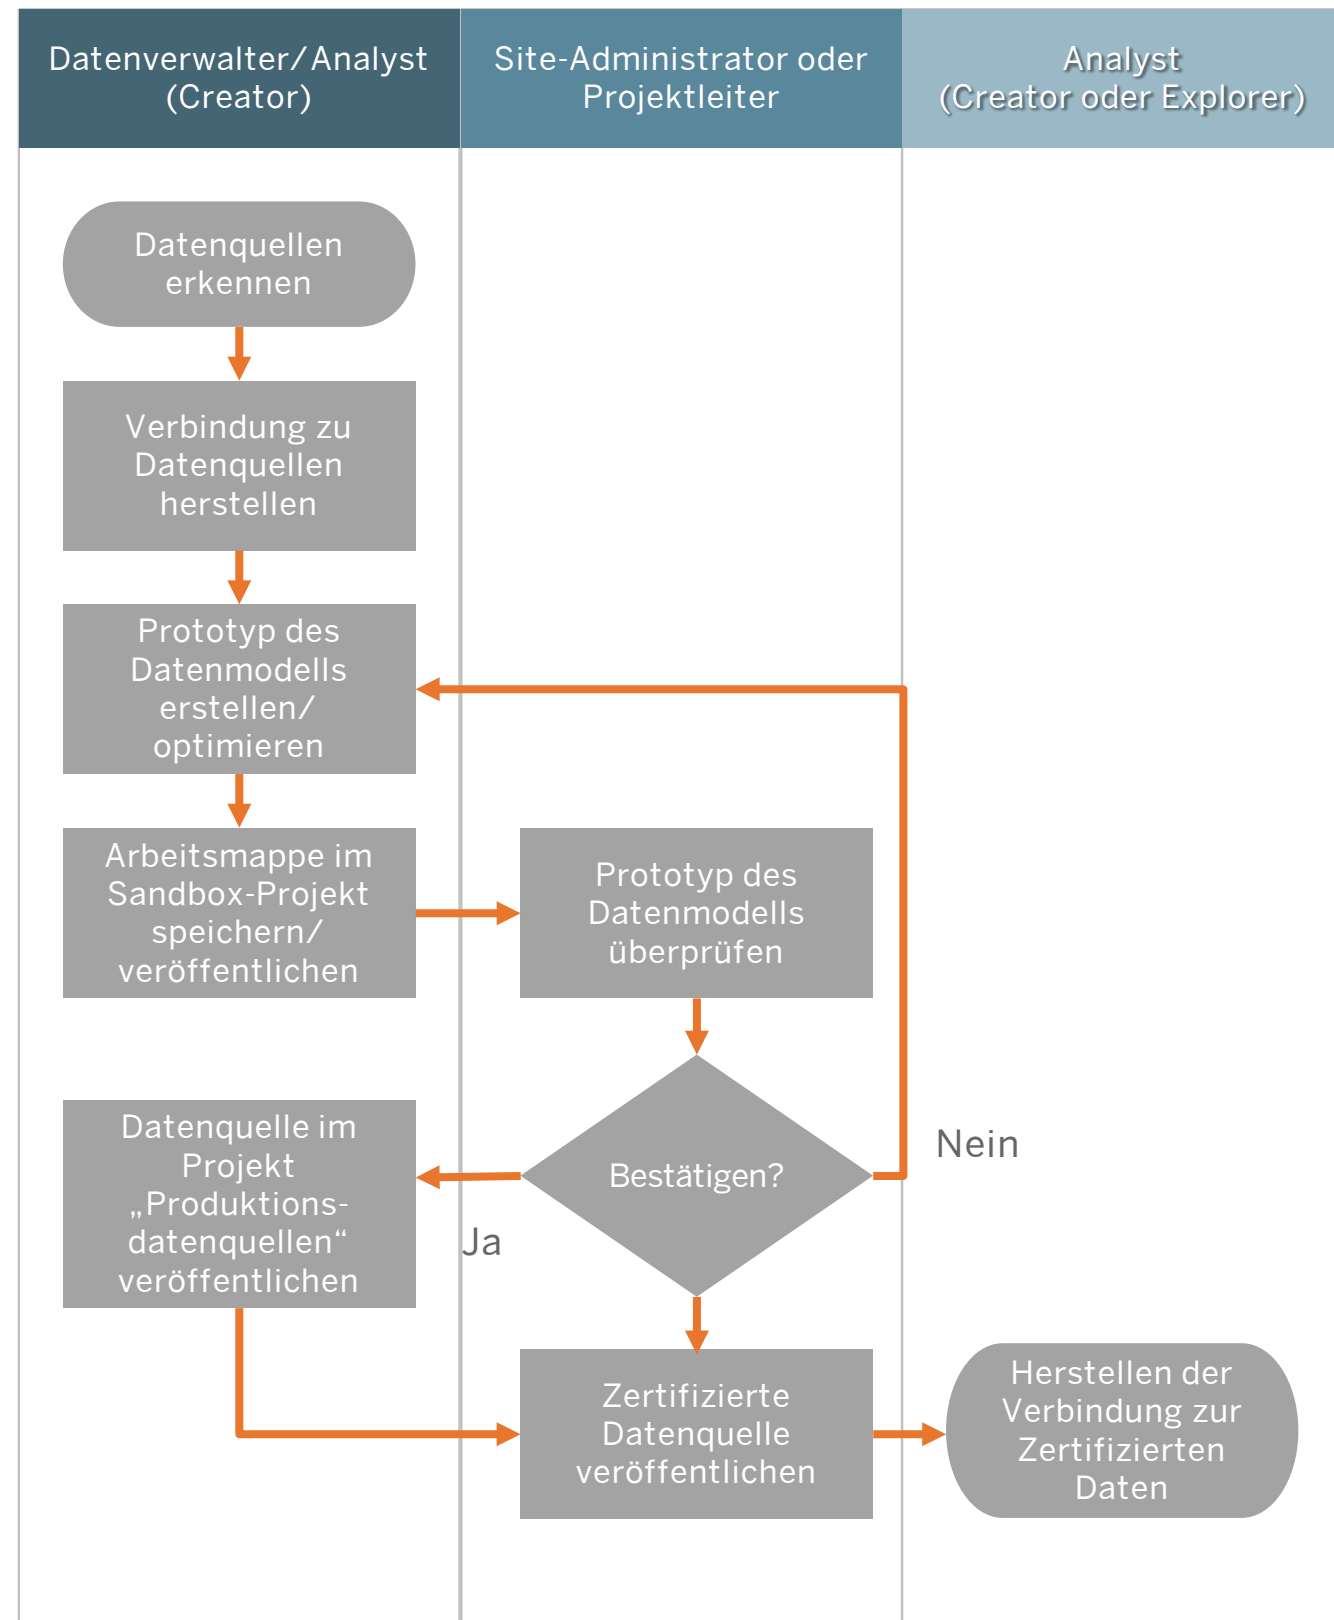 Datenverwalter/Analyst
(Creator)
Site-Administrator oder
Projektleiter
Analyst
(Creator oder Explorer)
Datenquellen
erkennen
Verbindung zu
Datenquellen
herstellen
Prototyp des
Datenmodells
erstellen/
optimieren
Arbeitsmappe im
Sandbox-Projekt
speichern/
veröffentlichen
Prototyp des
Datenmodells
überprüfen
Bestätigen?
Nein
Ja
Datenquelle im
Projekt
„Produktions-
datenquellen“
veröffentlichen
Zertifizierte
Datenquelle
veröffentlichen
Herstellen der
Verbindung zur
Zertifizierten
Daten